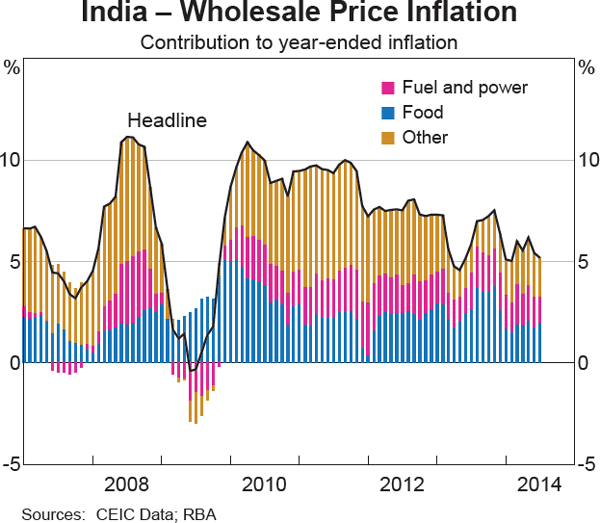 India – Wholesale Price Inflation
Contribution to year-ended inflation
% %
Fuel and power
Food
Other
Headline
10 10
5 5
0 0
-5 -5
2008 2010 2012 2014
Sources: CEIC Data; RBA